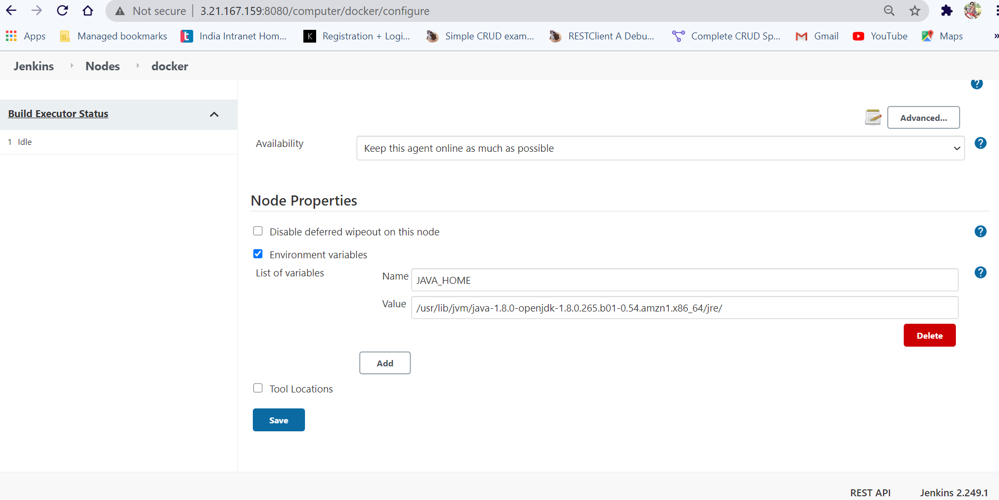 Not secure | 3.21.167.159:8080/computer/docker/configure
Apps Managed bookmarks India Intranet Hom... Registration + Logi... Simple CRUD exam... RESTClient A Debu... Complete CRUD Sp... Gmail YouTube Maps »
Jenkins Nodes docker
?
Build Executor Status
Advanced...
1 Idle
Availability Keep this agent online as much as possible ?
Node Properties
Disable deferred wipeout on this node ?
Environment variables
List of variables Name JAVA_HOME ?
Value /usr/lib/jvm/java-1.8.0-openjdk-1.8.0.265.b01-0.54.amzn1.x86_64/jre/
Delete
Add
Tool Locations
Save
REST API Jenkins 2.249.1